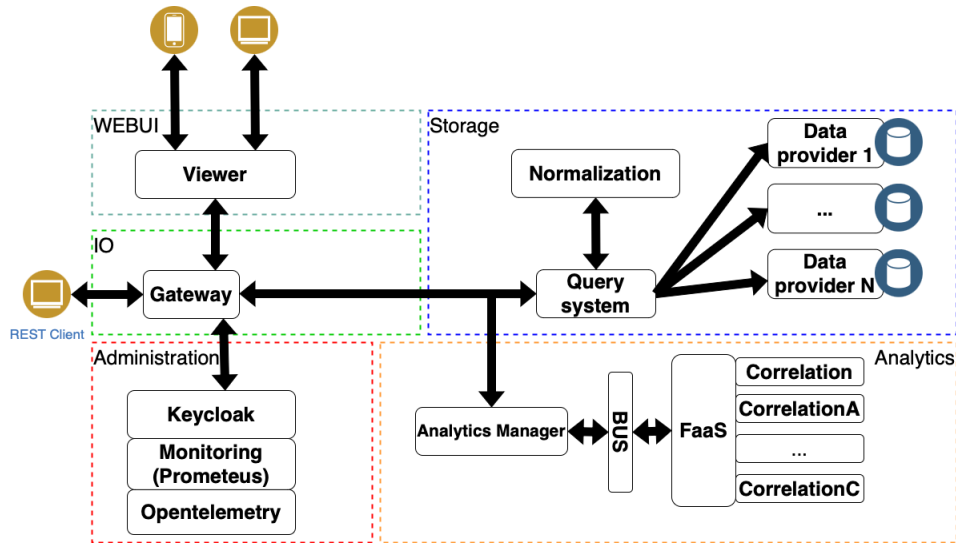 WEBUI
Viewer
IO
Gateway
REST Client
Administration
Keycloak
Monitoring
(Prometeus)
Opentelemetry
Storage
Normalization
Query
system
Data
provider 1
...
Data
provider N
Analytics
Analytics Manager
BUS
FaaS
Correlation
CorrelationA
...
CorrelationC